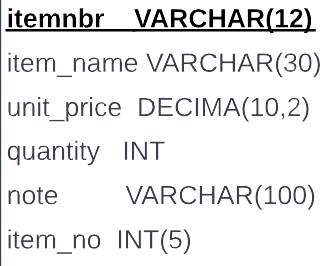 itemnbr VARCHAR(12)
item_name VARCHAR(30)
unit_price DECIMA(10,2)
quantity INT
note VARCHAR(100)
item_no INT(5)